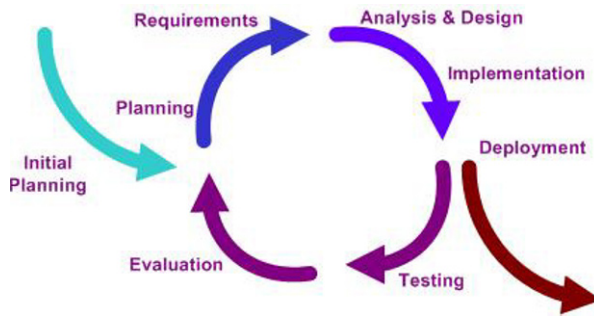 Requirements
Analysis & Design
Implementation
Planning
Deployment
Initial
Planning
Evaluation
Testing